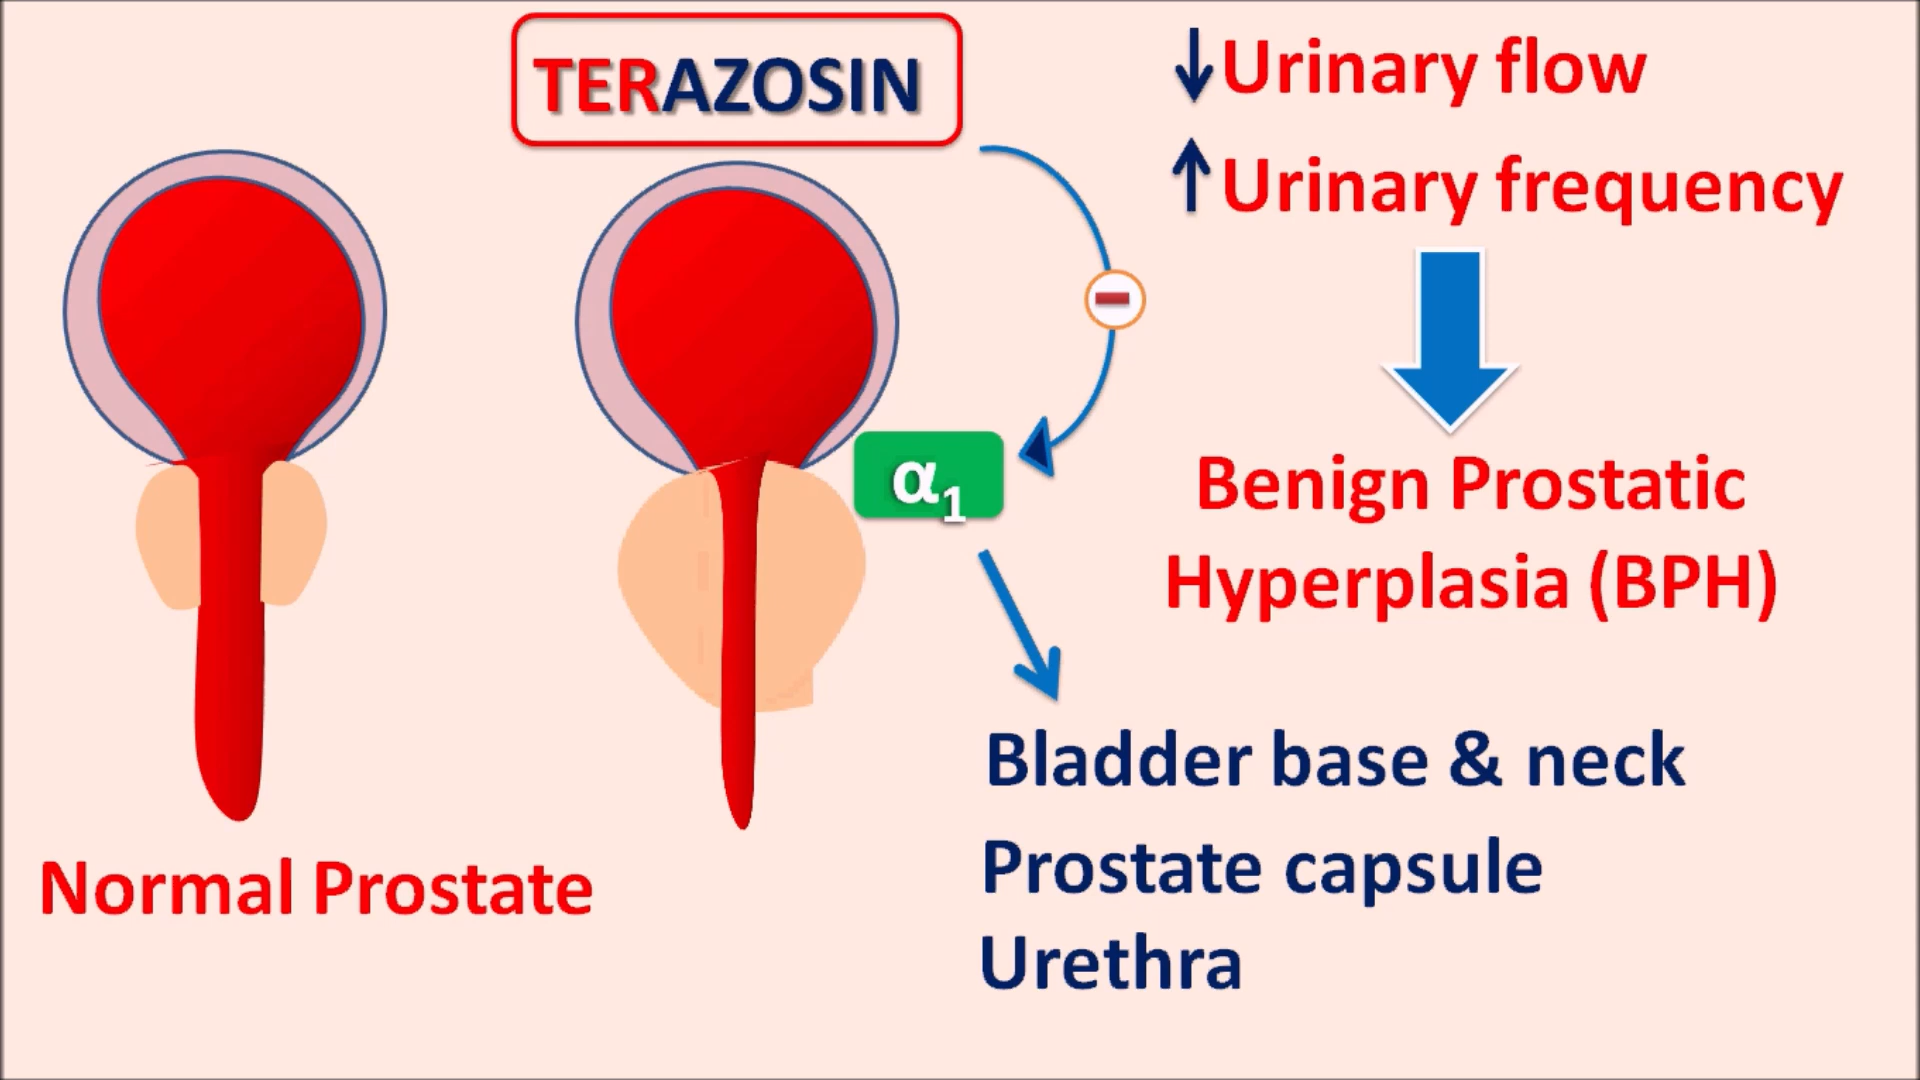 TERAZOSIN
↓Urinary flow
↑Urinary frequency
Benign Prostatic
Hyperplasia (BPH)
α1
Bladder base & neck
Prostate capsule
Urethra
Normal Prostate